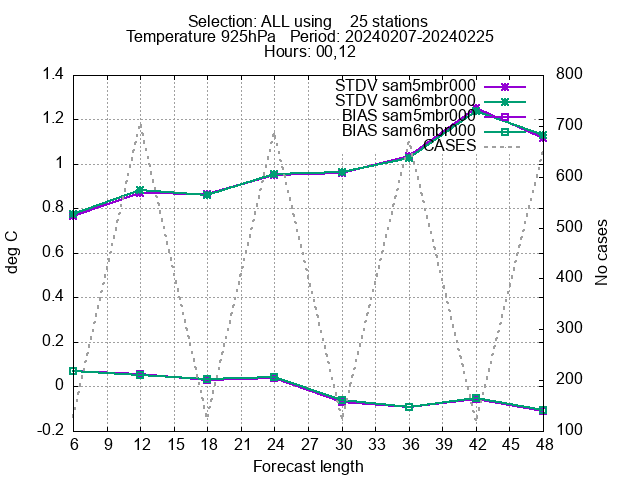 Selection: ALL using    25 stations
Temperature 925hPa   Period: 20240207-20240225
Hours: 00,12
1.4 800
STDV sam5mbr000
STDV sam6mbr000
1.2 BIAS sam5mbr000 700
BIAS sam6mbr000
CASES
1 600
0.8 500
0.6
deg C
No cases
0.4 400
0.2 300
0 200
-0.2 100
6 9 12 15 18 21 24 27 30 33 36 39 42 45 48
Forecast length